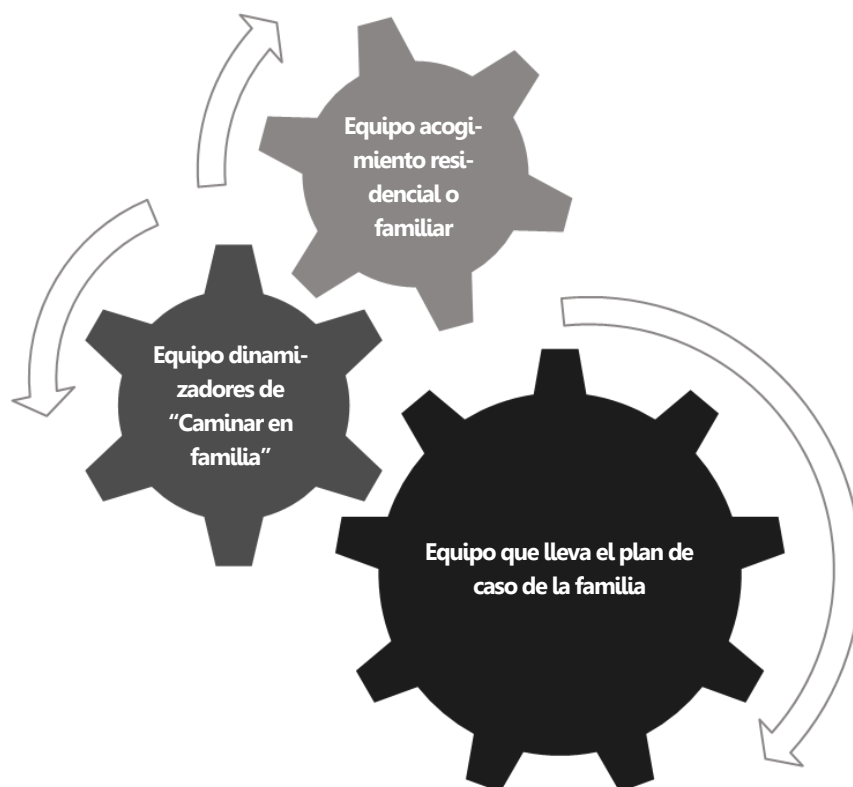 Equipo acogi-
miento resi-
dencial o
familiar
Equipo dinami-
zadores de
“Caminar en
familia”
Equipo que lleva el plan de
caso de la familia